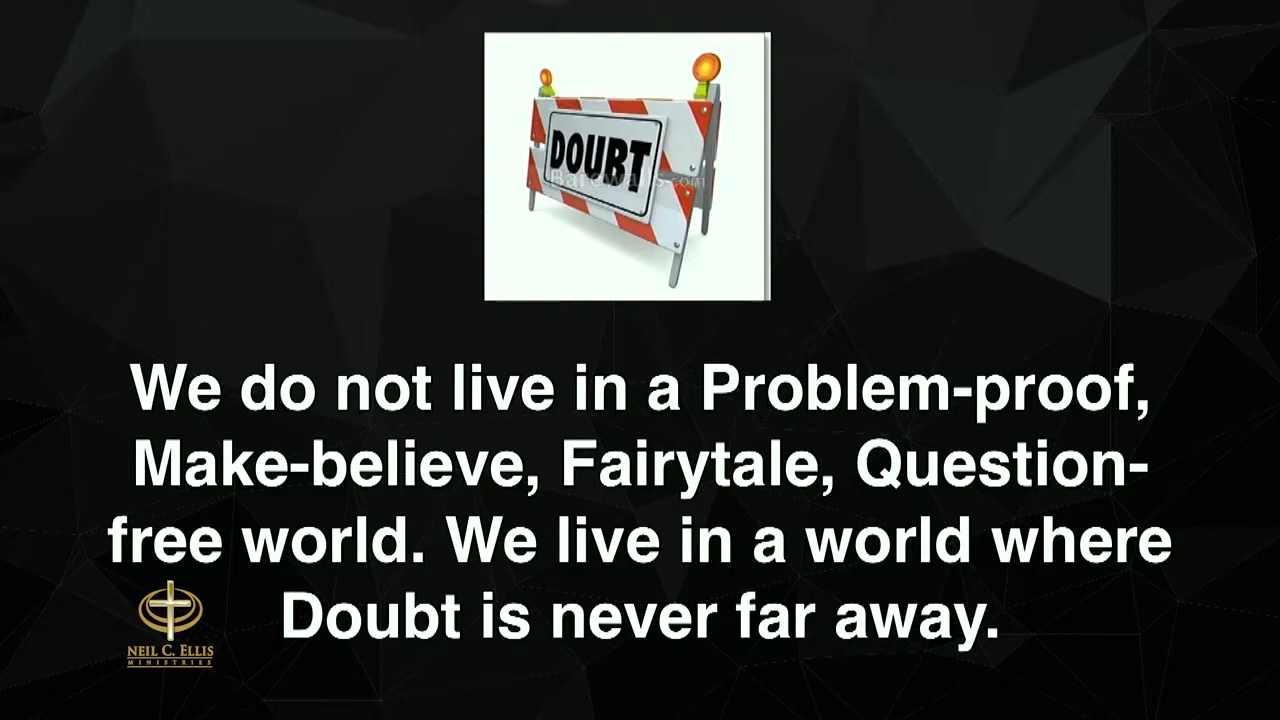 DOUBT
We do not live in a Problem-proof,
Make-believe, Fairytale, Question-
free world. We live in a world where
Doubt is never far away.
NEIL C. ELLIS
MINISTRIES